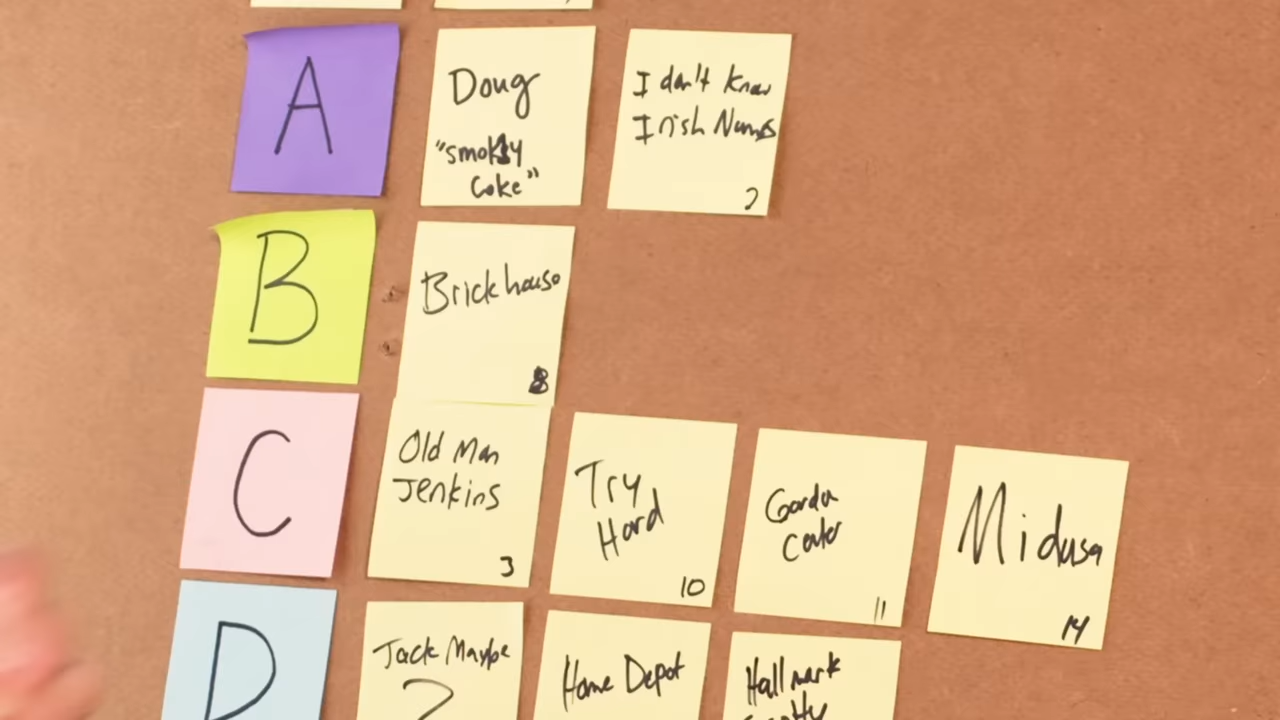 A
Doug
"smokey
Coke"
I don't know
Irish Names
2
B
Brickhouse
8
C
Old Man
Jenkins
3
Try
Hard
10
Garden
Center
11
Midusa
14
D
Jack Maybe
?
Home Depot
Hallmark